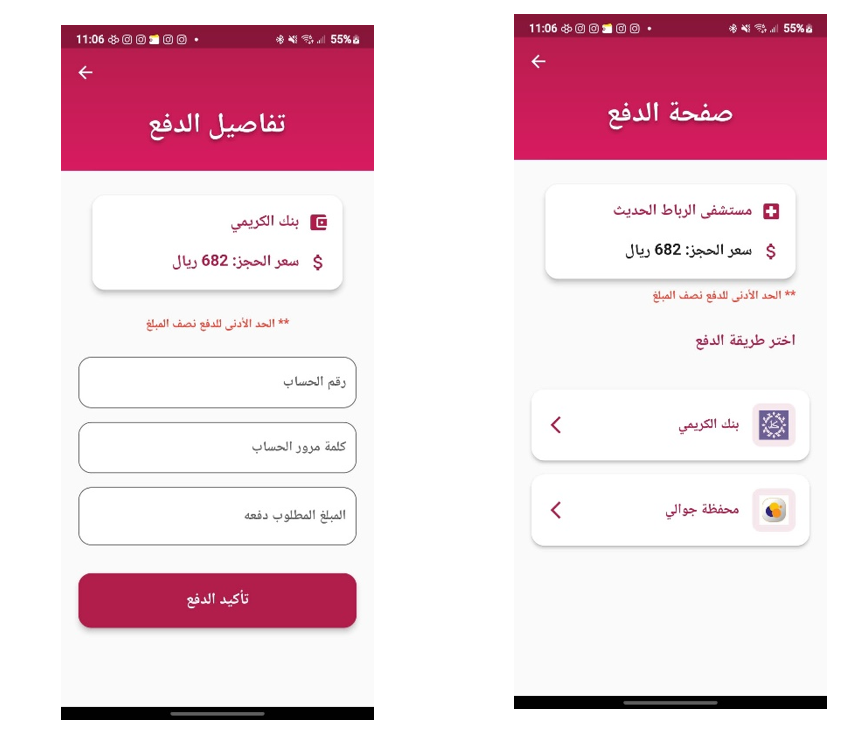 11:06
55%
صفحة الدفع
مستشفى الرباط الحديث
سعر الحجز: 682 ريال
** الحد الأدنى للدفع نصف المبلغ
اختر طريقة الدفع
بنك الكريمي
محفظة جوالي
11:06
55%
تفاصيل الدفع
بنك الكريمي
سعر الحجز: 682 ريال
** الحد الأدنى للدفع نصف المبلغ
رقم الحساب
كلمة مرور الحساب
المبلغ المطلوب دفعه
تأكيد الدفع